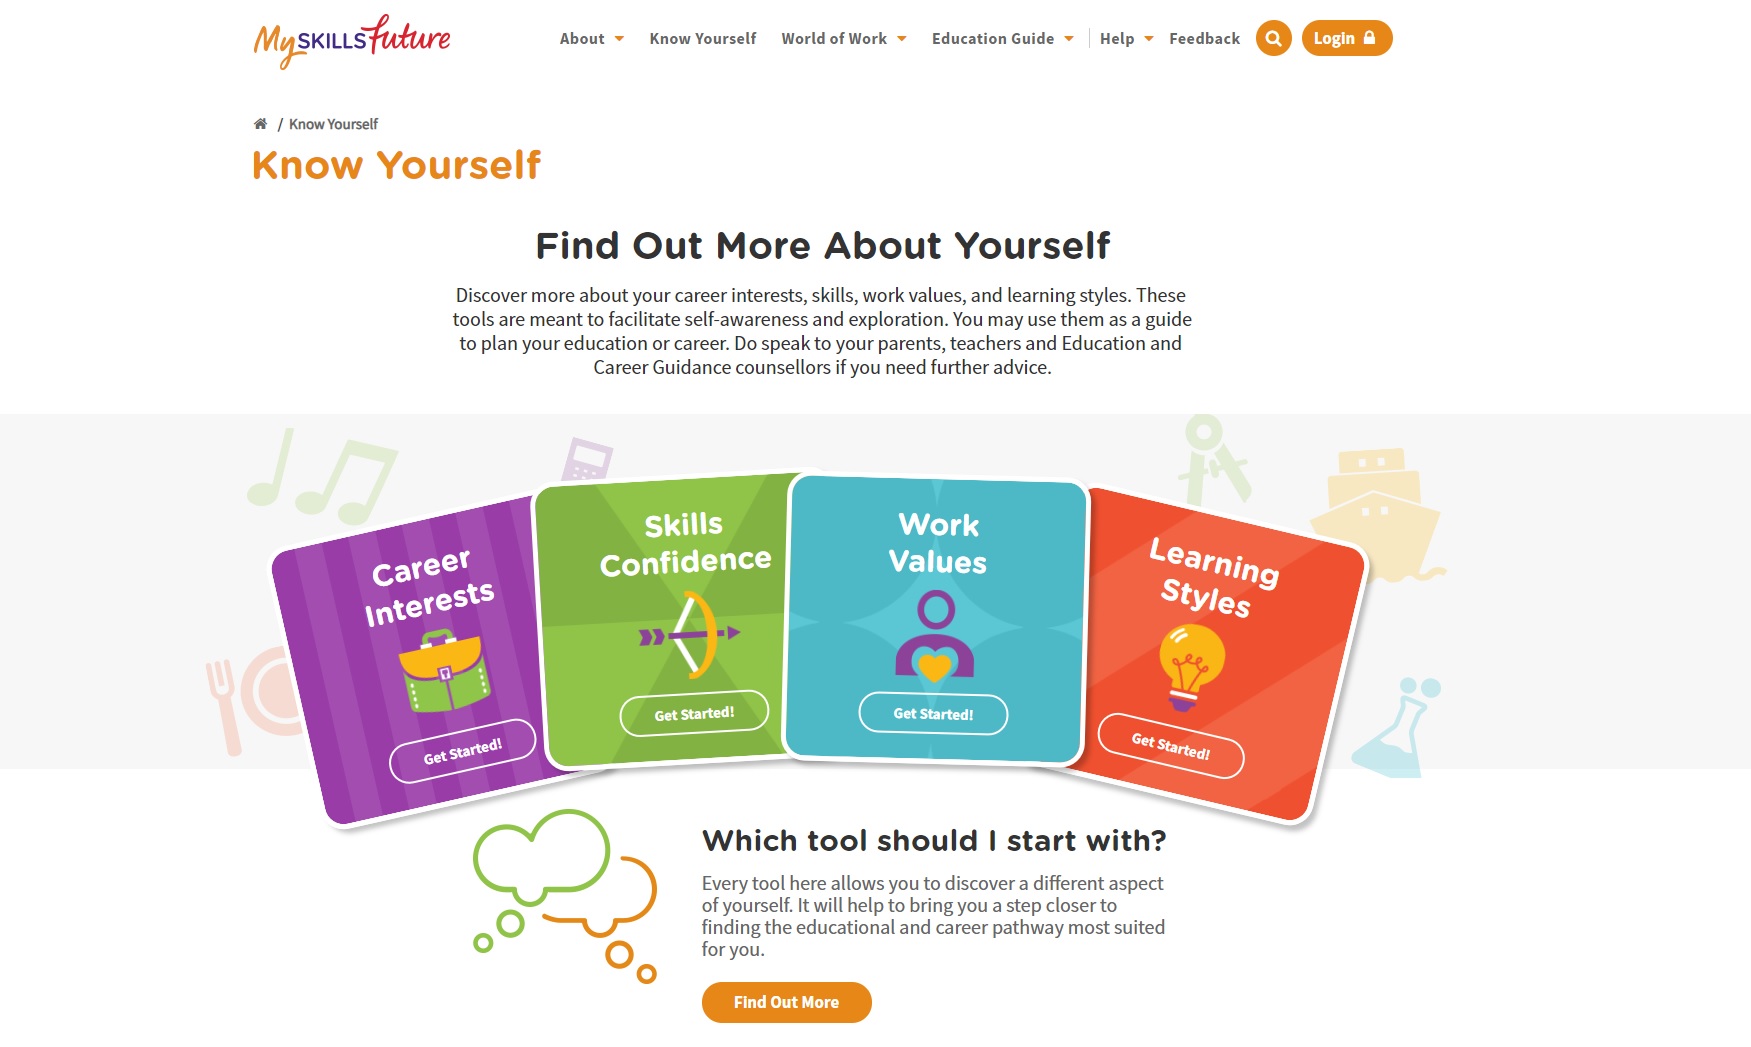 My SKILLS Future
About
Know Yourself
World of Work
Education Guide
Help
Feedback
Login
/ Know Yourself
Know Yourself
Find Out More About Yourself
Discover more about your career interests, skills, work values, and learning styles. These
tools are meant to facilitate self-awareness and exploration. You may use them as a guide
to plan your education or career. Do speak to your parents, teachers and Education and
Career Guidance counsellors if you need further advice.
Career
Interests
Get Started!
Skills
Confidence
Get Started!
Work
Values
Get Started!
Learning
Styles
Get Started!
Which tool should I start with?
Every tool here allows you to discover a different aspect
of yourself. It will help to bring you a step closer to
finding the educational and career pathway most suited
for you.
Find Out More